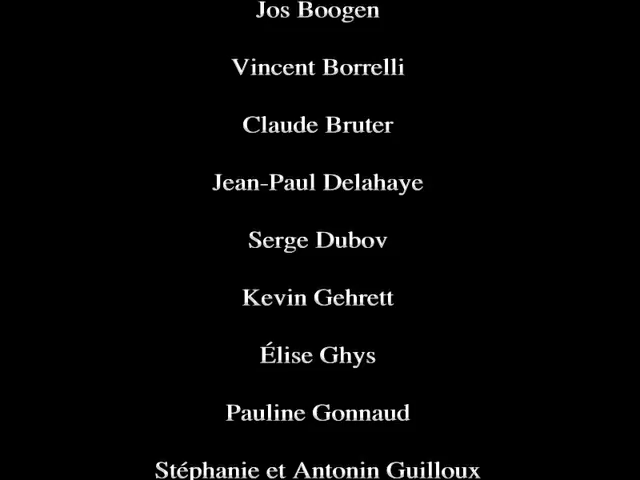 Jos Boogen
Vincent Borrelli
Claude Bruter
Jean-Paul Delahaye
Serge Dubov
Kevin Gehrett
Élise Ghys
Pauline Gonnaud
Stéphanie et Antonin Guilloux